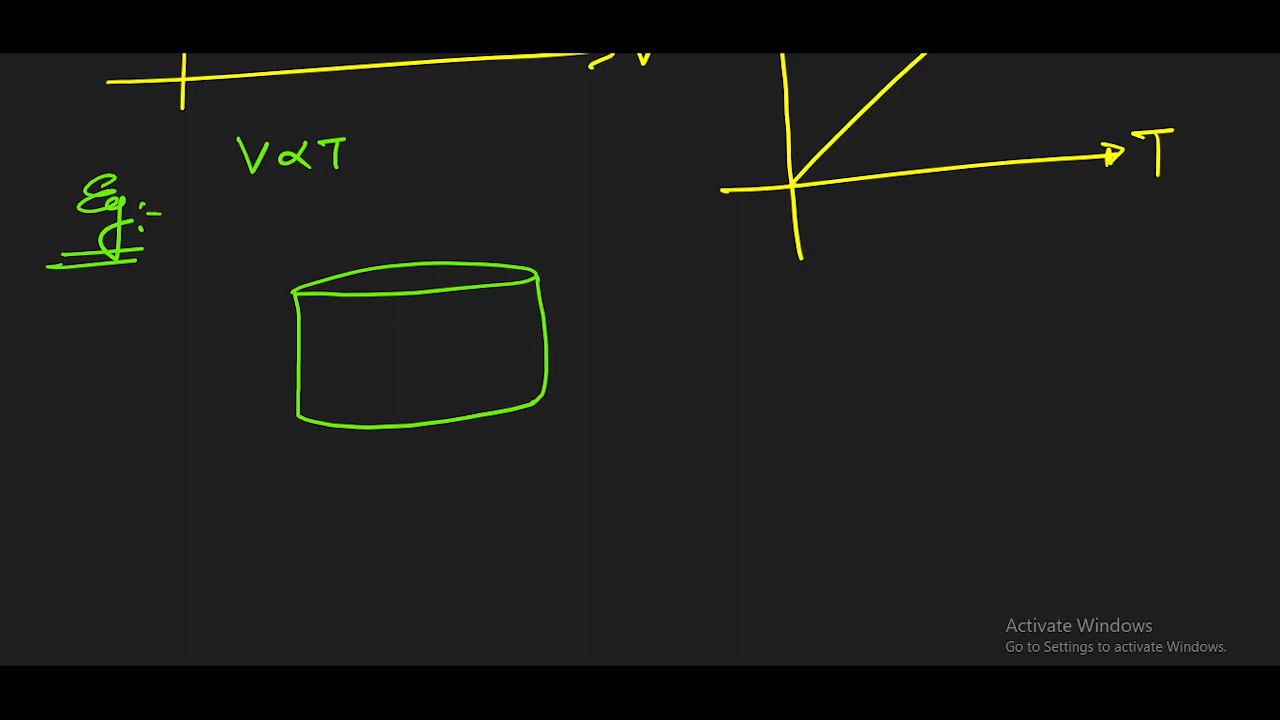 V
T
V ∝ T
Eg :-
Activate Windows
Go to Settings to activate Windows.